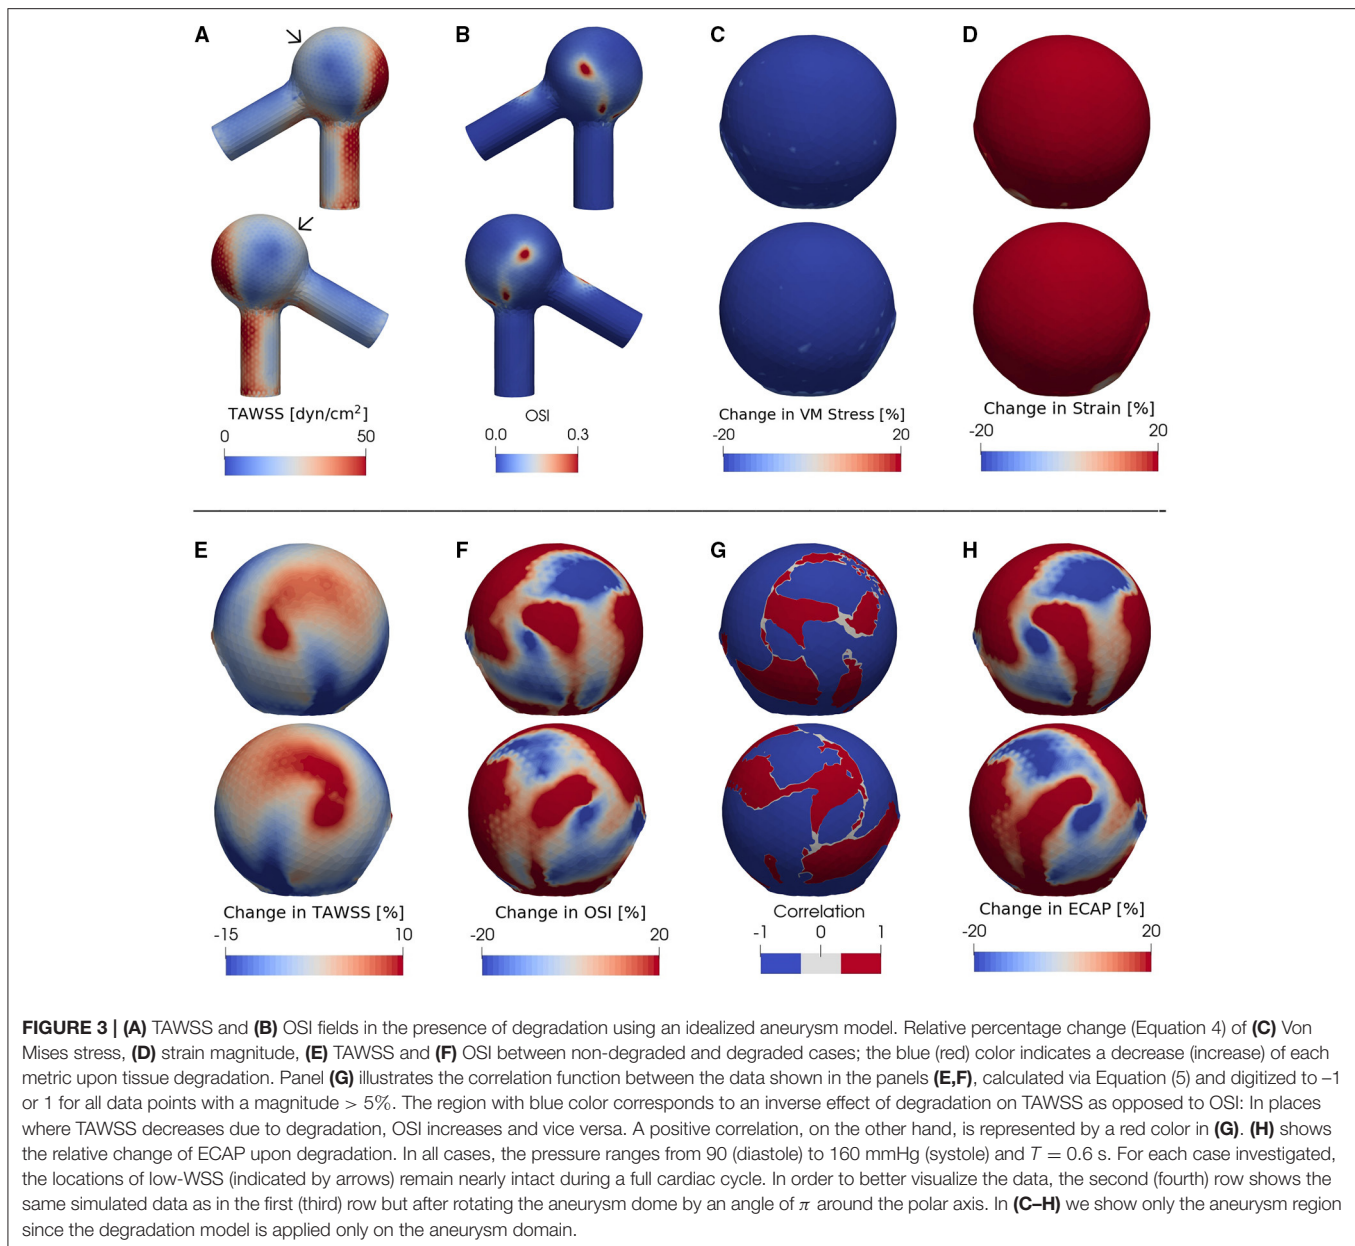 A B C D
TAWSS [dyn/cm²]
0 50
OSI
0.0 0.3
Change in VM Stress [%]
-20 20
Change in Strain [%]
-20 20
E F G H
Change in TAWSS [%]
-15 10
Change in OSI [%]
-20 20
Correlation
-1 0 1
Change in ECAP [%]
-20 20
FIGURE 3 | (A) TAWSS and (B) OSI fields in the presence of degradation using an idealized aneurysm model. Relative percentage change (Equation 4) of (C) Von
Mises stress, (D) strain magnitude, (E) TAWSS and (F) OSI between non-degraded and degraded cases; the blue (red) color indicates a decrease (increase) of each
metric upon tissue degradation. Panel (G) illustrates the correlation function between the data shown in the panels (E,F), calculated via Equation (5) and digitized to –1
or 1 for all data points with a magnitude > 5%. The region with blue color corresponds to an inverse effect of degradation on TAWSS as opposed to OSI: In places
where TAWSS decreases due to degradation, OSI increases and vice versa. A positive correlation, on the other hand, is represented by a red color in (G). (H) shows
the relative change of ECAP upon degradation. In all cases, the pressure ranges from 90 (diastole) to 160 mmHg (systole) and T = 0.6 s. For each case investigated,
the locations of low-WSS (indicated by arrows) remain nearly intact during a full cardiac cycle. In order to better visualize the data, the second (fourth) row shows the
same simulated data as in the first (third) row but after rotating the aneurysm dome by an angle of π around the polar axis. In (C–H) we show only the aneurysm region
since the degradation model is applied only on the aneurysm domain.